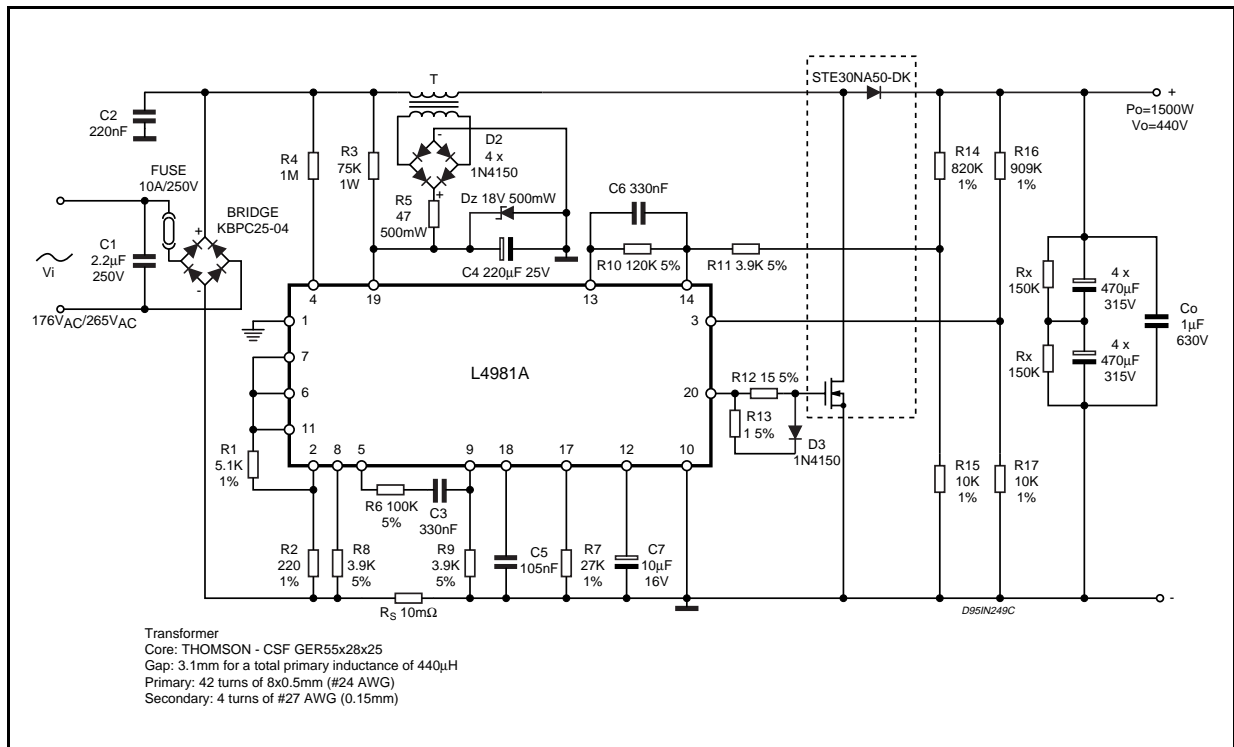 T
STE30NA50-DK
+
Po=1500W
Vo=440V
C2
220nF
R4
1M
R3
75K
1W
-
D2
4 x
1N4150
+
R5
47
500mW
Dz 18V 500mW
C4 220µF 25V
C6 330nF
R10 120K 5%
R11 3.9K 5%
R14
820K
1%
R16
909K
1%
FUSE
10A/250V
BRIDGE
KBPC25-04
+
-
C1
2.2µF
250V
Vi
176VAC/265VAC
4
19
13
14
1
7
6
11
3
20
L4981A
2
8
5
9
18
17
12
10
R12 15 5%
R13
1 5%
D3
1N4150
Rx
150K
Rx
150K
4 x
470µF
315V
4 x
470µF
315V
Co
1µF
630V
R1
5.1K
1%
R6 100K
5%
C3
330nF
R15
10K
1%
R17
10K
1%
R2
220
1%
R8
3.9K
5%
R9
3.9K
5%
C5
105nF
R7
27K
1%
C7
10µF
16V
RS 10mΩ
-
D95IN249C
Transformer
Core: THOMSON - CSF GER55x28x25
Gap: 3.1mm for a total primary inductance of 440µH
Primary: 42 turns of 8x0.5mm (#24 AWG)
Secondary: 4 turns of #27 AWG (0.15mm)